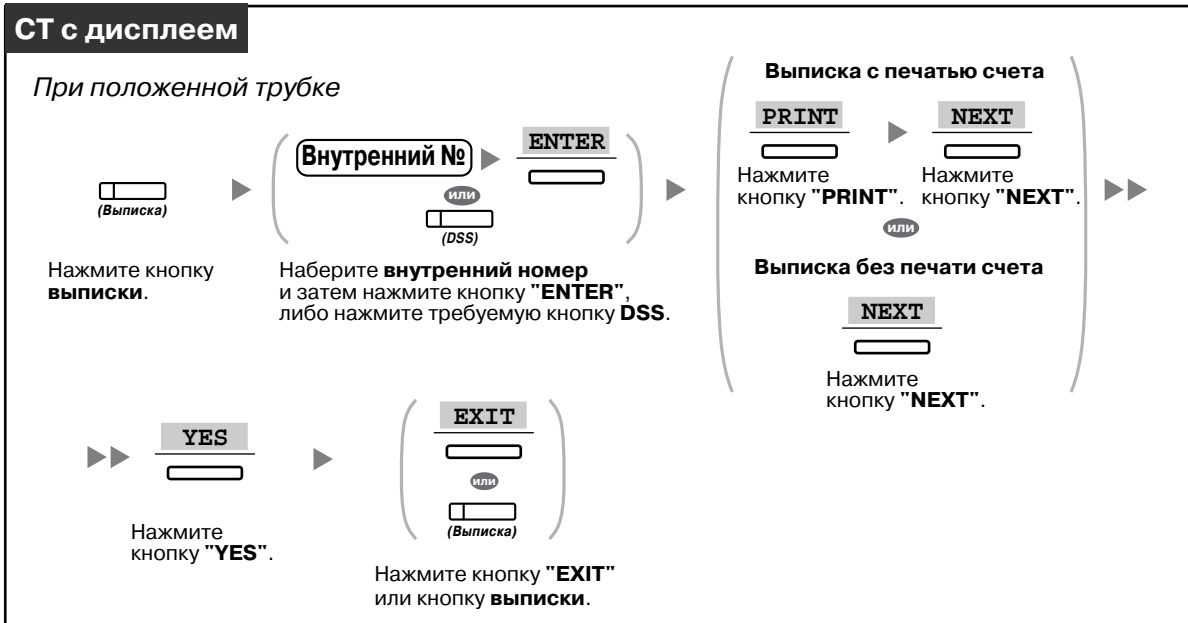 СТ с дисплеем
При положенной трубке
(Выписка)
Нажмите кнопку
выписки.
Внутренний №
ENTER
или
(DSS)
Наберите внутренний номер
и затем нажмите кнопку "ENTER",
либо нажмите требуемую кнопку DSS.
Выписка с печатью счета
PRINT
Нажмите
кнопку "PRINT".
NEXT
Нажмите
кнопку "NEXT".
или
Выписка без печати счета
NEXT
Нажмите
кнопку "NEXT".
YES
Нажмите
кнопку "YES".
EXIT
или
(Выписка)
Нажмите кнопку "EXIT"
или кнопку выписки.